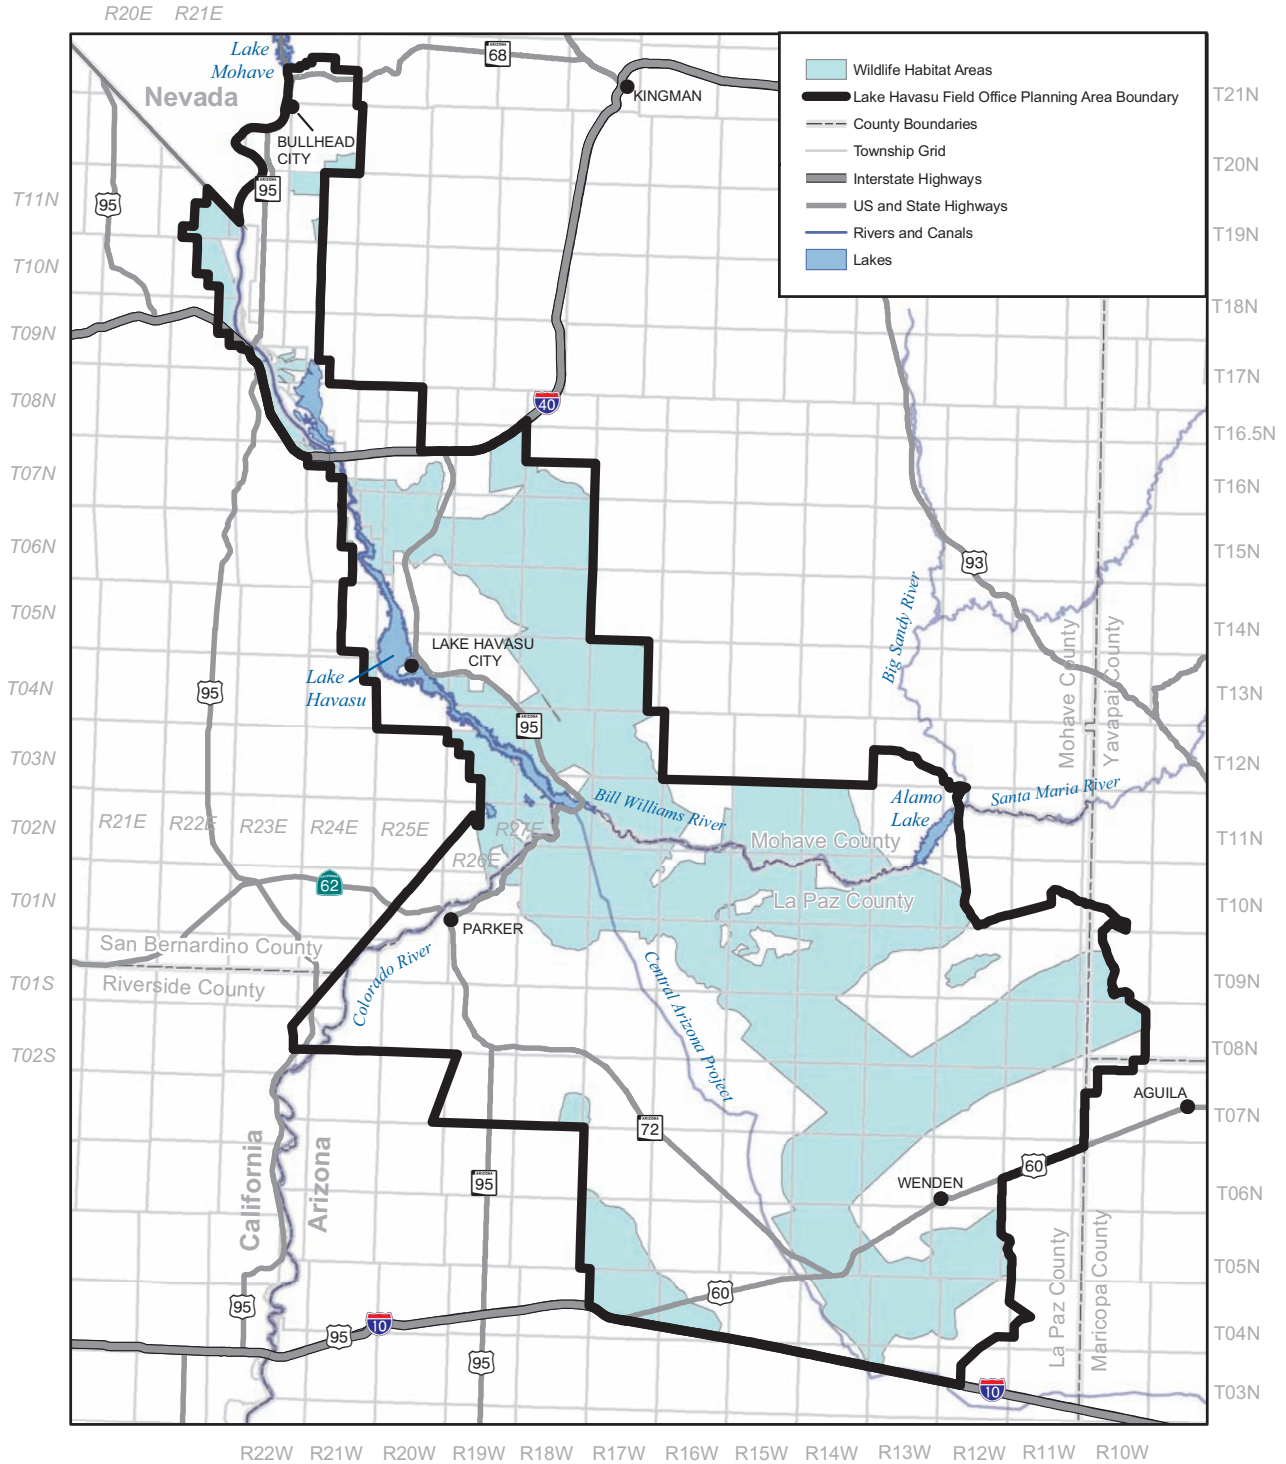 R20E R21E
Lake
Mohave
Nevada
ARIZONA
68
KINGMAN
BULLHEAD
CITY
ARIZONA
95
95
Wildlife Habitat Areas
Lake Havasu Field Office Planning Area Boundary
County Boundaries
Township Grid
Interstate Highways
US and State Highways
Rivers and Canals
Lakes
T21N
T20N
T19N
T18N
T17N
T16.5N
T16N
T15N
T14N
T13N
T12N
T11N
T10N
T09N
T08N
T07N
T06N
T05N
T04N
T03N
T11N
T10N
T09N
T08N
T07N
T06N
T05N
T04N
T03N
T02N
T01N
T01S
T02S
40
93
Big Sandy River
Mohave County
Yavapai County
LAKE HAVASU
CITY
Lake
Havasu
95
ARIZONA
95
Bill Williams River
Alamo
Lake
Santa Maria River
R21E R22E R23E R24E R25E R27E
R26E
Mohave County
La Paz County
CALIFORNIA
62
PARKER
San Bernardino County
Riverside County
Colorado River
Central Arizona Project
AGUILA
ARIZONA
72
60
WENDEN
California
Arizona
ARIZONA
95
La Paz County
Maricopa County
60
95
10
95
95
10
R22W R21W R20W R19W R18W R17W R16W R15W R14W R13W R12W R11W R10W